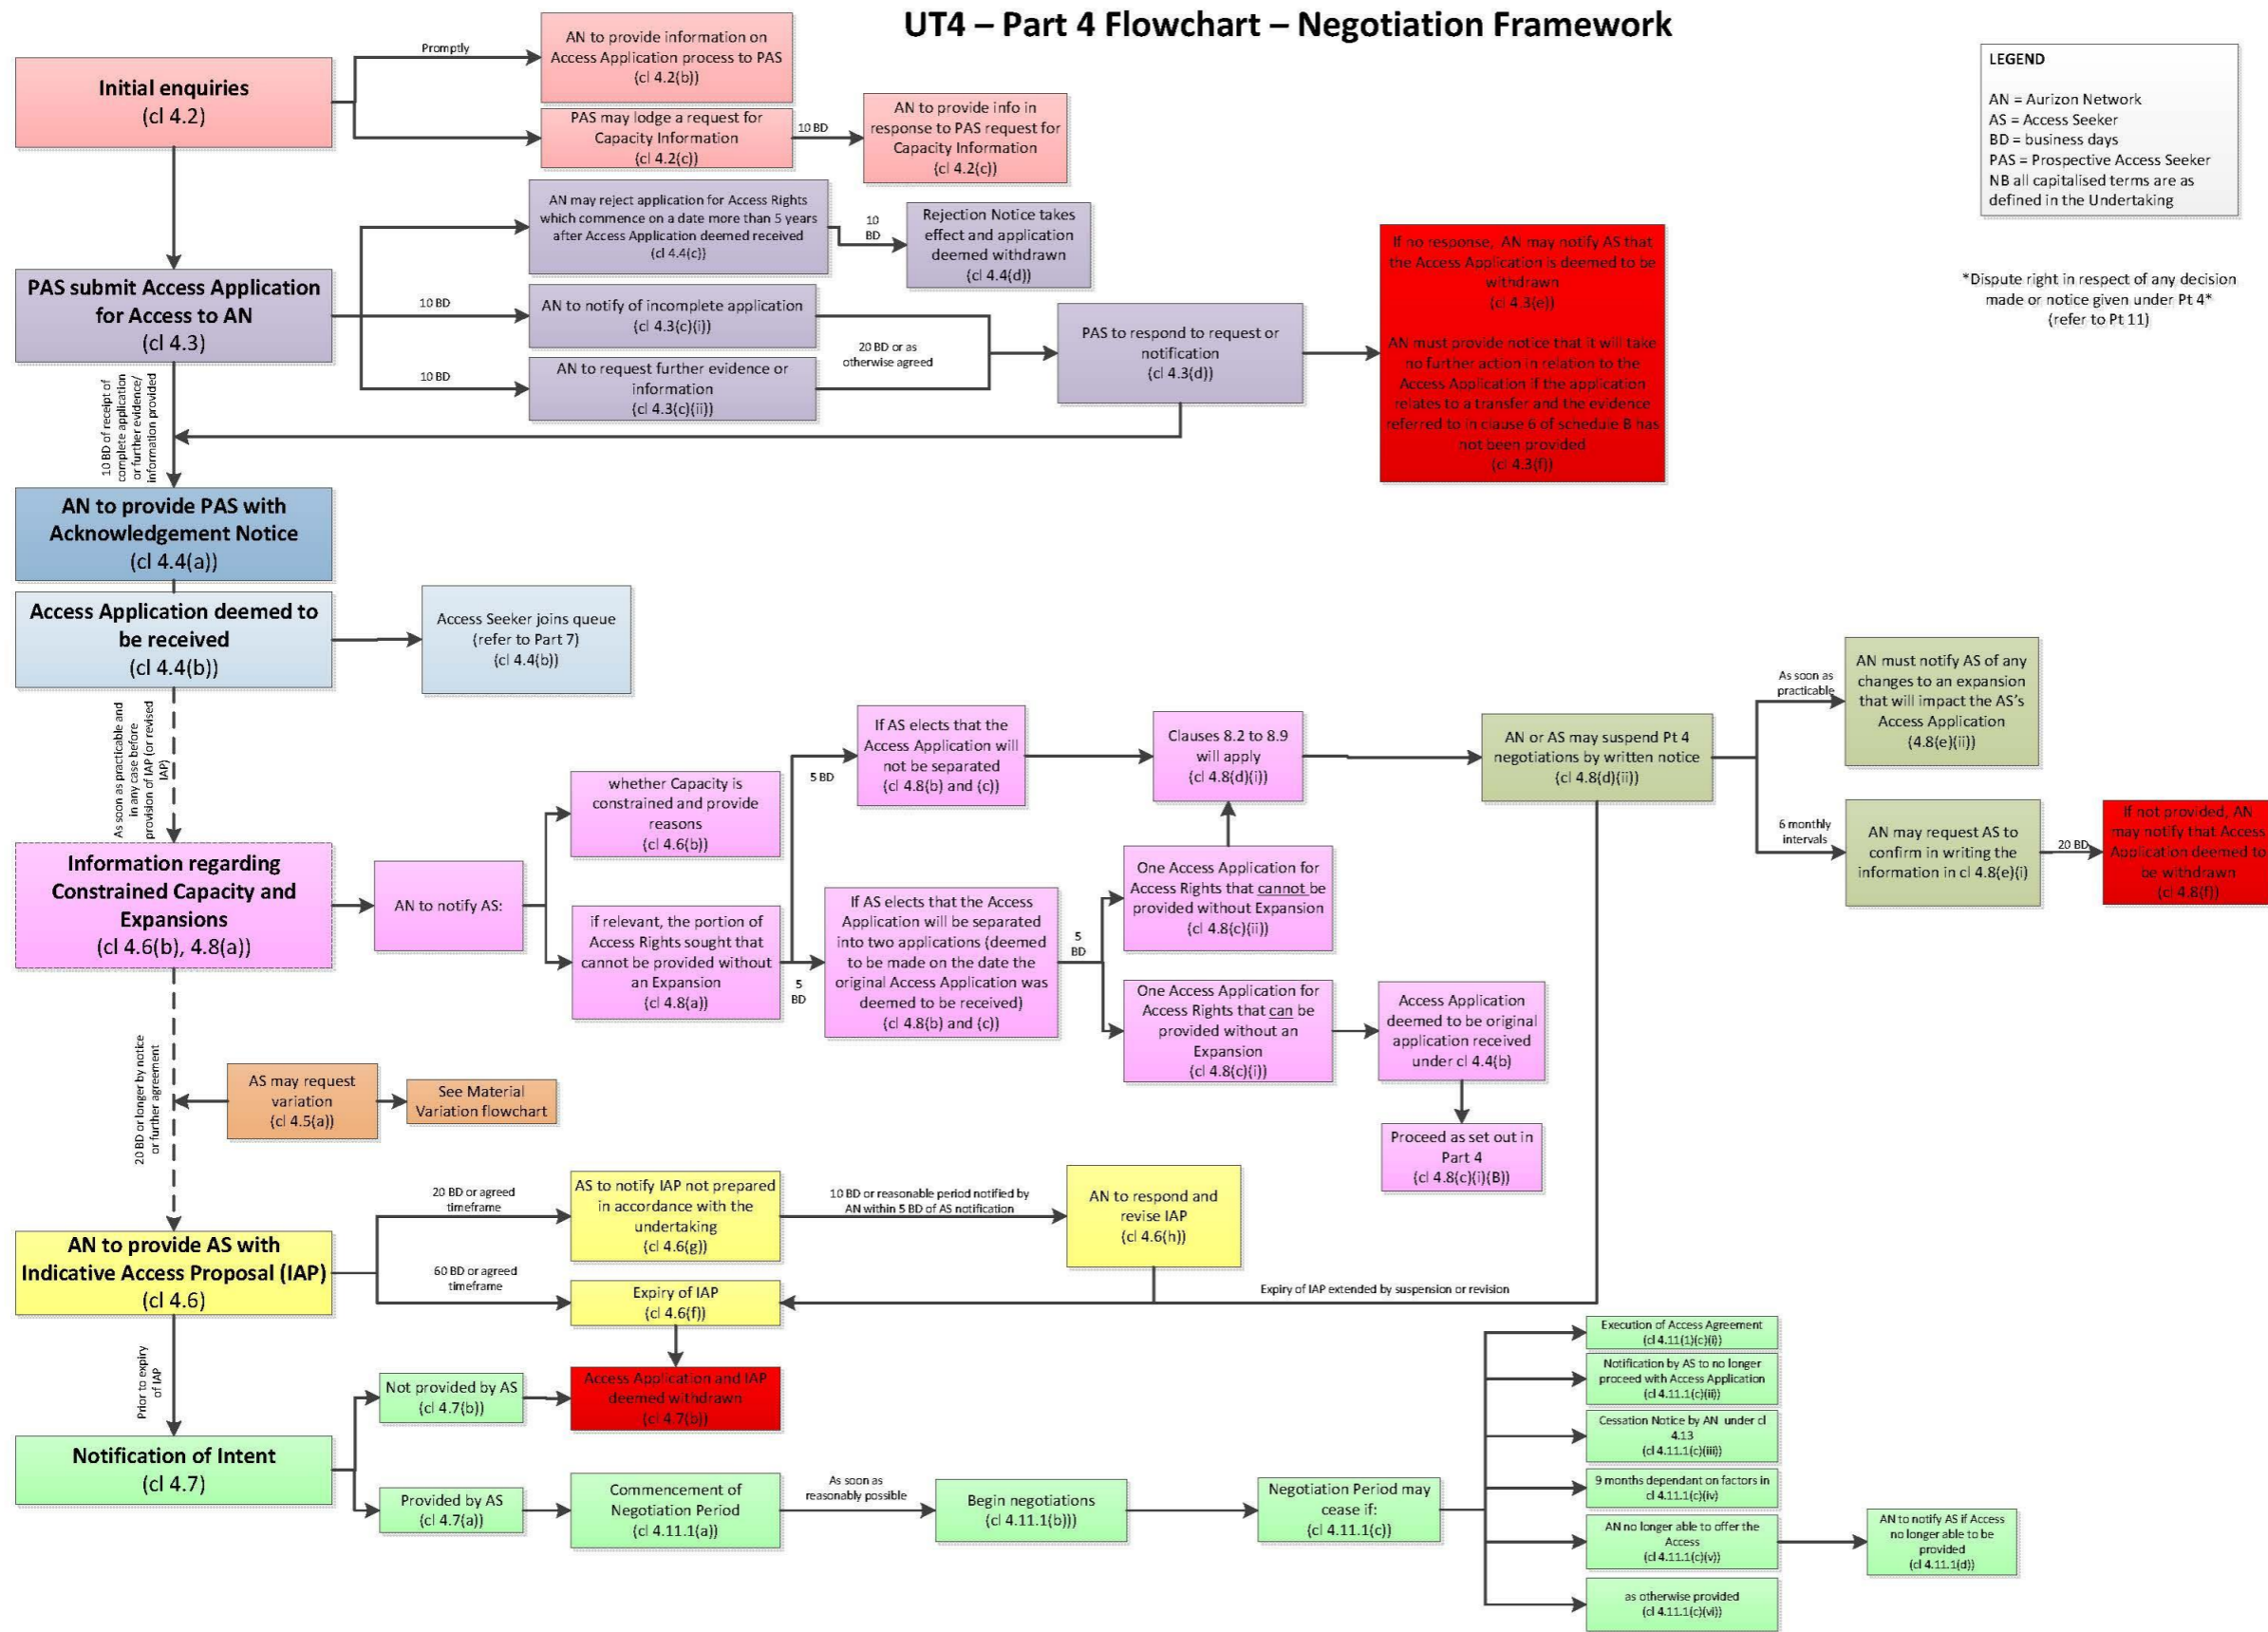 UT4 – Part 4 Flowchart – Negotiation Framework
LEGEND
AN = Aurizon Network
AS = Access Seeker
BD = business days
PAS = Prospective Access Seeker
NB all capitalised terms are as
defined in the Undertaking
*Dispute right in respect of any decision
made or notice given under Pt 4*
(refer to Pt 11)
Initial enquiries
(cl 4.2)
Promptly
AN to provide information on
Access Application process to PAS
(cl 4.2(b))
PAS may lodge a request for
Capacity Information
(cl 4.2(c))
10 BD
AN to provide info in
response to PAS request for
Capacity Information
(cl 4.2(c))
PAS submit Access Application
for Access to AN
(cl 4.3)
AN may reject application for Access Rights
which commence on a date more than 5 years
after Access Application deemed received
(cl 4.4(c))
10
BD
Rejection Notice takes
effect and application
deemed withdrawn
(cl 4.4(d))
10 BD
AN to notify of incomplete application
(cl 4.3(c)(i))
10 BD
AN to request further evidence or
information
(cl 4.3(c)(ii))
20 BD or as
otherwise agreed
PAS to respond to request or
notification
(cl 4.3(d))
If no response, AN may notify AS that
the Access Application is deemed to be
withdrawn
(cl 4.3(e))
AN must provide notice that it will take
no further action in relation to the
Access Application if the application
relates to a transfer and the evidence
referred to in clause 6 of schedule B has
not been provided
(cl 4.3(f))
10 BD of receipt of
complete application
or further evidence/
information provided
AN to provide PAS with
Acknowledgement Notice
(cl 4.4(a))
Access Application deemed to
be received
(cl 4.4(b))
Access Seeker joins queue
(refer to Part 7)
(cl 4.4(b))
As soon as practicable and
in any case before
provision of IAP (or revised
IAP)
Information regarding
Constrained Capacity and
Expansions
(cl 4.6(b), 4.8(a))
AN to notify AS:
whether Capacity is
constrained and provide
reasons
(cl 4.6(b))
if relevant, the portion of
Access Rights sought that
cannot be provided without
an Expansion
(cl 4.8(a))
5 BD
If AS elects that the
Access Application will
not be separated
(cl 4.8(b) and (c))
5
BD
If AS elects that the Access
Application will be separated
into two applications (deemed
to be made on the date the
original Access Application was
deemed to be received)
(cl 4.8(b) and (c))
5
BD
Clauses 8.2 to 8.9
will apply
(cl 4.8(d)(i))
One Access Application for
Access Rights that cannot be
provided without Expansion
(cl 4.8(c)(ii))
One Access Application for
Access Rights that can be
provided without an
Expansion
(cl 4.8(c)(i))
Access Application
deemed to be original
application received
under cl 4.4(b)
Proceed as set out in
Part 4
(cl 4.8(c)(i)(B))
AN or AS may suspend Pt 4
negotiations by written notice
(cl 4.8(d)(ii))
As soon as
practicable
AN must notify AS of any
changes to an expansion
that will impact the AS's
Access Application
(4.8(e)(ii))
6 monthly
intervals
AN may request AS to
confirm in writing the
information in cl 4.8(e)(i)
20 BD
If not provided, AN
may notify that Access
Application deemed to
be withdrawn
(cl 4.8(f))
20 BD or longer by notice
or further agreement
AS may request
variation
(cl 4.5(a))
See Material
Variation flowchart
AN to provide AS with
Indicative Access Proposal (IAP)
(cl 4.6)
20 BD or agreed
timeframe
AS to notify IAP not prepared
in accordance with the
undertaking
(cl 4.6(g))
10 BD or reasonable period notified by
AN within 5 BD of AS notification
AN to respond and
revise IAP
(cl 4.6(h))
60 BD or agreed
timeframe
Expiry of IAP
(cl 4.6(f))
Expiry of IAP extended by suspension or revision
Prior to expiry
of IAP
Notification of Intent
(cl 4.7)
Not provided by AS
(cl 4.7(b))
Access Application and IAP
deemed withdrawn
(cl 4.7(b))
Provided by AS
(cl 4.7(a))
Commencement of
Negotiation Period
(cl 4.11.1(a))
As soon as
reasonably possible
Begin negotiations
(cl 4.11.1(b)))
Negotiation Period may
cease if:
(cl 4.11.1(c))
Execution of Access Agreement
(cl 4.11(1)(c)(i))
Notification by AS to no longer
proceed with Access Application
(cl 4.11.1(c)(ii))
Cessation Notice by AN under cl
4.13
(cl 4.11.1(c)(iii))
9 months dependant on factors in
cl 4.11.1(c)(iv)
AN no longer able to offer the
Access
(cl 4.11.1(c)(v))
AN to notify AS if Access
no longer able to be
provided
(cl 4.11.1(d))
as otherwise provided
(cl 4.11.1(c)(vi))